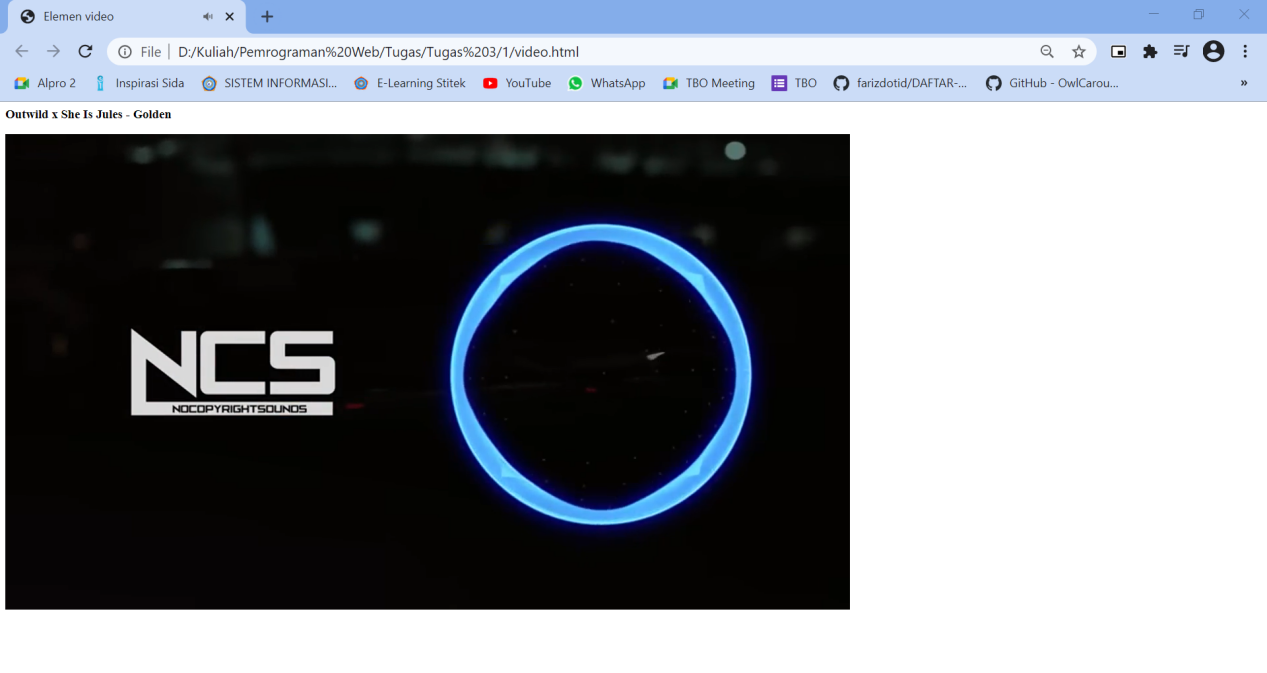 Elemen video
File | D:/Kuliah/Pemrograman%20Web/Tugas/Tugas%203/1/video.html
Alpro 2 Inspirasi Sida SISTEM INFORMASI... E-Learning Stitek YouTube WhatsApp TBO Meeting TBO farizdotid/DAFTAR-... GitHub - OwlCarou... »
Outwild x She Is Jules - Golden
NCS
NOCOPYRIGHTSOUNDS